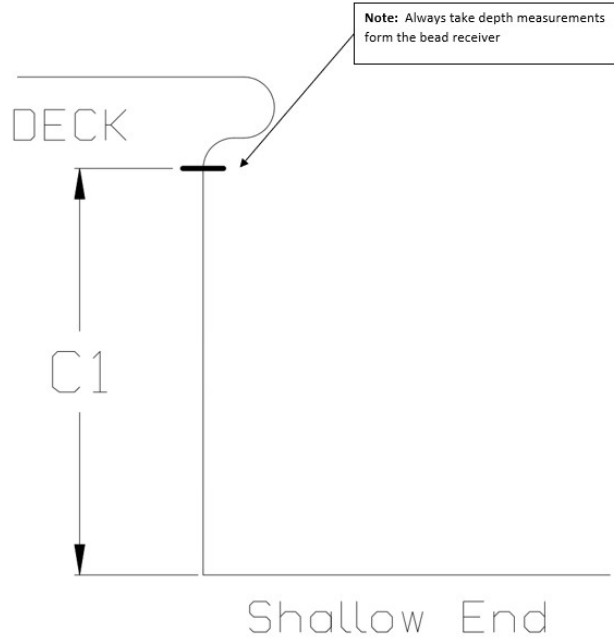 Note: Always take depth measurements
form the bead receiver
DECK
C1
Shallow End